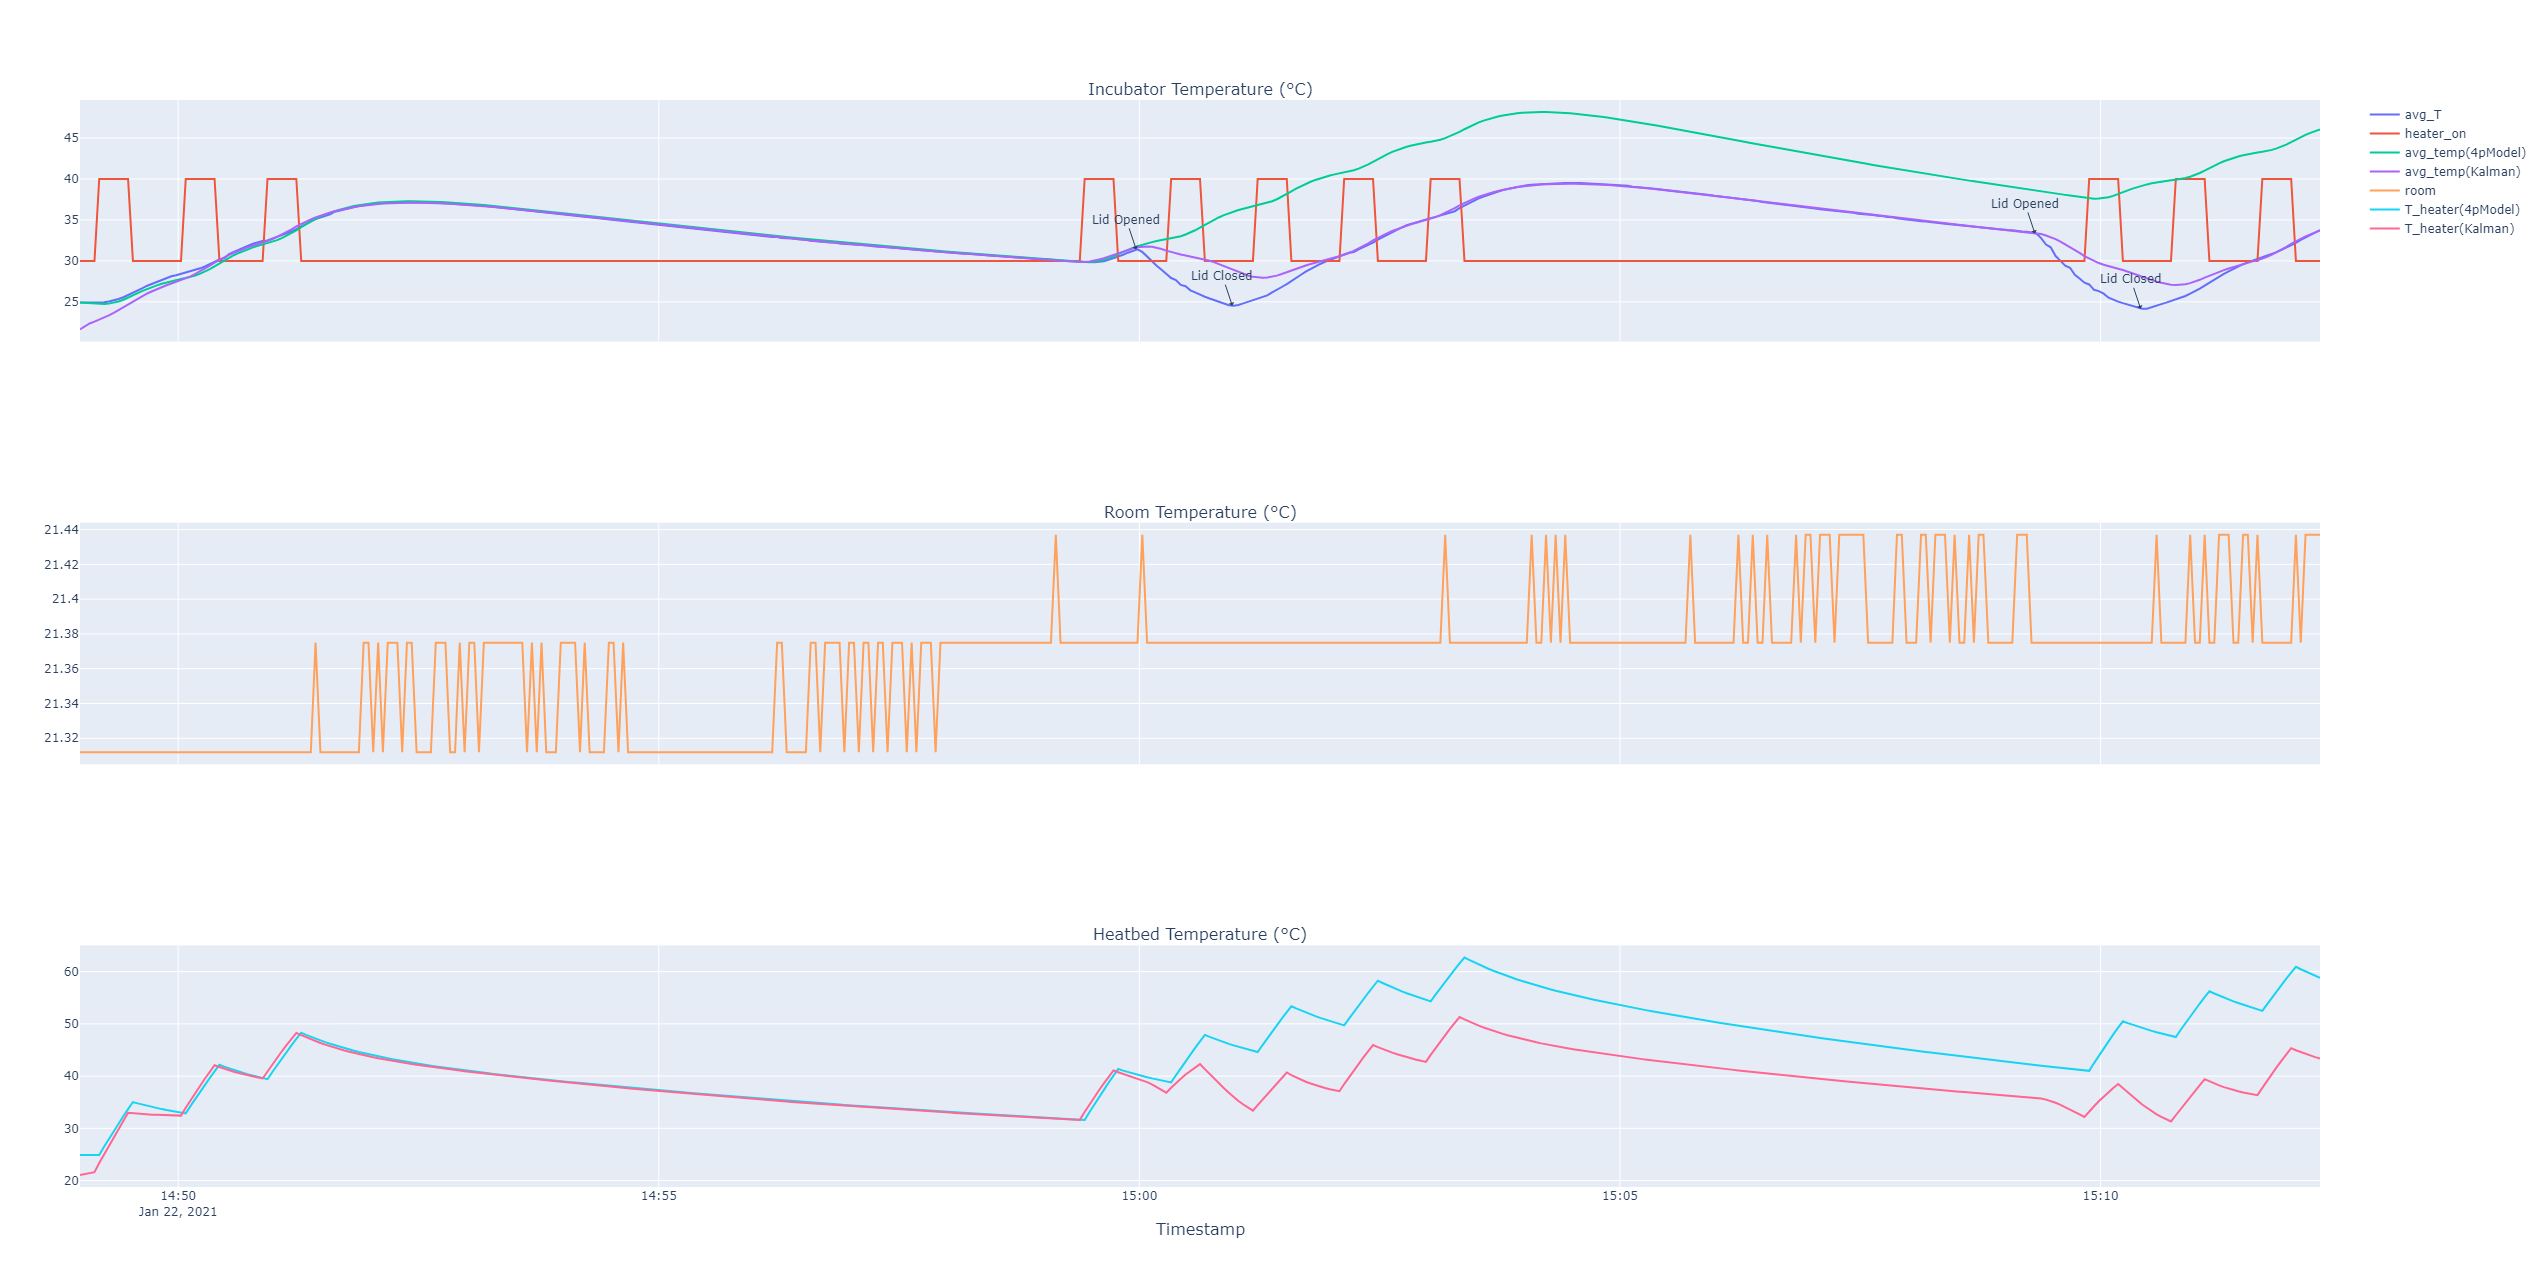 Incubator Temperature (°C)
45
40
35
30
25
Lid Opened
Lid Closed
Lid Opened
Lid Closed
avg_T
heater_on
avg_temp(4pModel)
avg_temp(Kalman)
room
T_heater(4pModel)
T_heater(Kalman)
Room Temperature (°C)
21.44
21.42
21.4
21.38
21.36
21.34
21.32
Heatbed Temperature (°C)
60
50
40
30
20
14:50 14:55 15:00 15:05 15:10
Jan 22, 2021
Timestamp